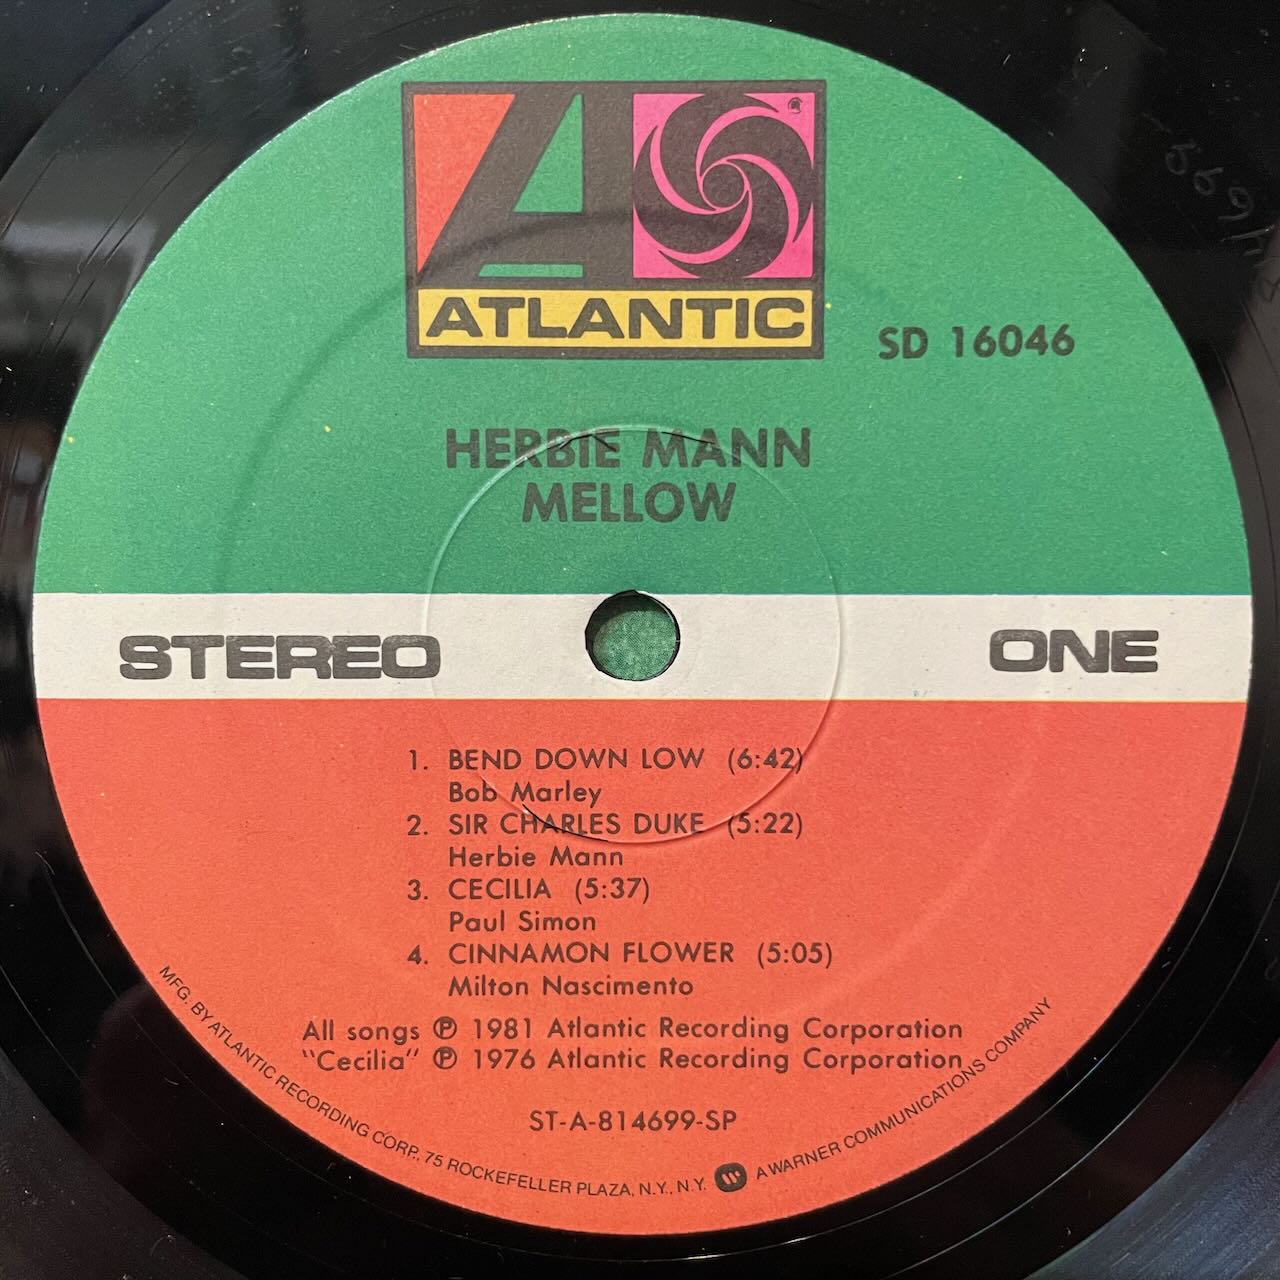 ATLANTIC
SD 16046
HERBIE MANN
MELLOW
STEREO
ONE
1. BEND DOWN LOW (6:42)
Bob Marley
2. SIR CHARLES DUKE (5:22)
Herbie Mann
3. CECILIA (5:37)
Paul Simon
4. CINNAMON FLOWER (5:05)
Milton Nascimento
All songs ℗ 1981 Atlantic Recording Corporation
"Cecilia" ℗ 1976 Atlantic Recording Corporation
ST-A-814699-SP
MFG. BY ATLANTIC RECORDING CORP., 75 ROCKEFELLER PLAZA, N.Y., N.Y. A WARNER COMMUNICATIONS COMPANY